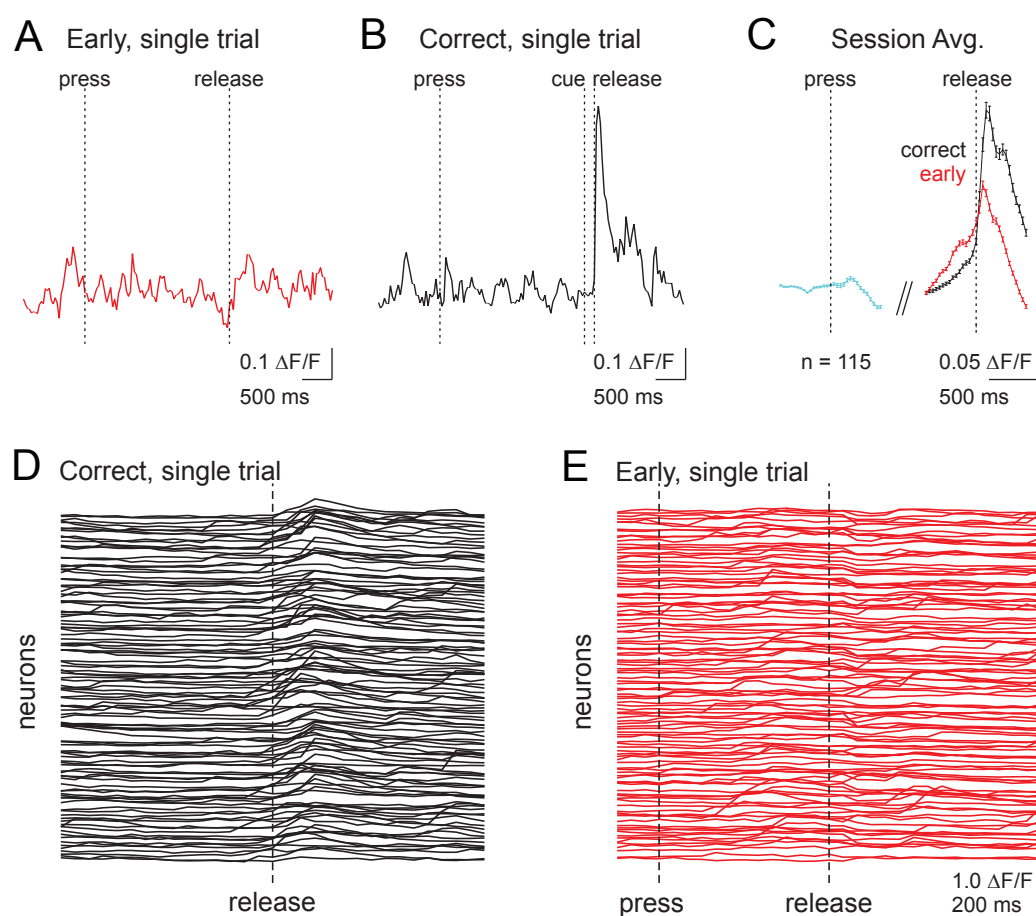 A Early, single trial
press release
0.1 ΔF/F
500 ms
B Correct, single trial
press cue release
0.1 ΔF/F
500 ms
C Session Avg.
press
release
correct
early
n = 115
0.05 ΔF/F
500 ms
D Correct, single trial
neurons
release
E Early, single trial
neurons
press release
1.0 ΔF/F
200 ms